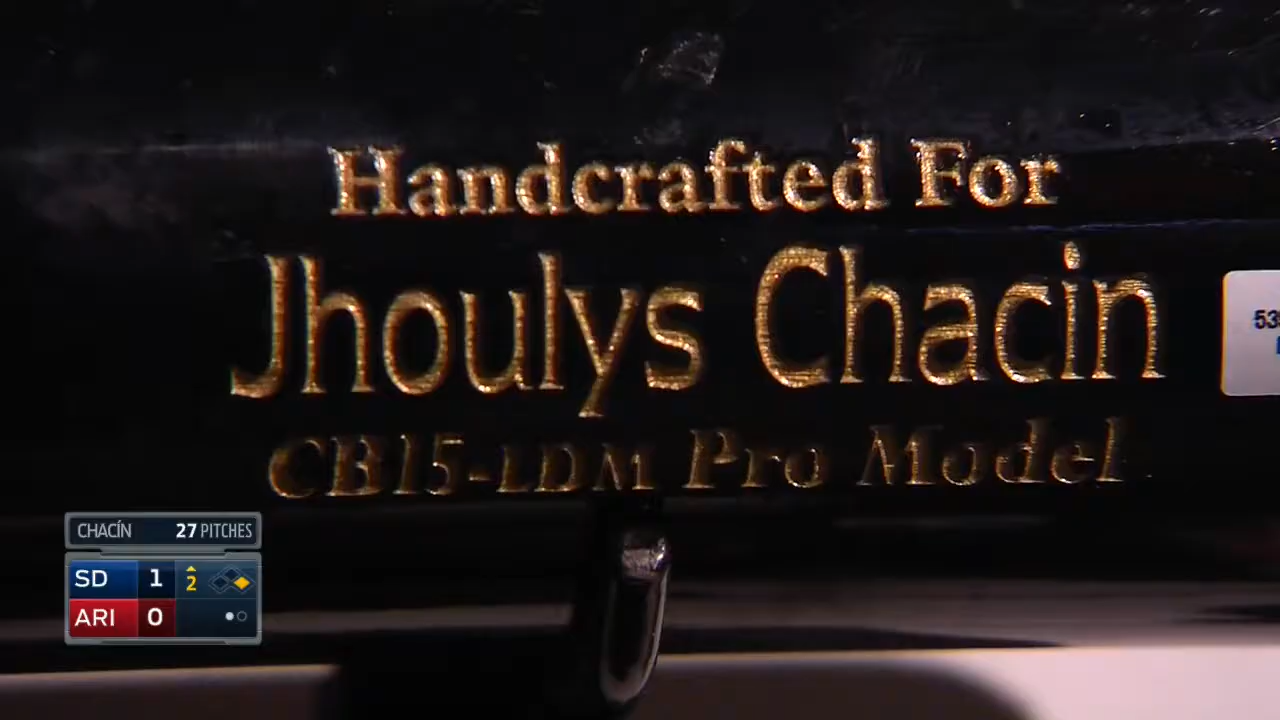 Handcrafted For
Jhoulys Chacin
CB15-LDM Pro Model
CHACÍN 27 PITCHES
SD 1 2
ARI 0